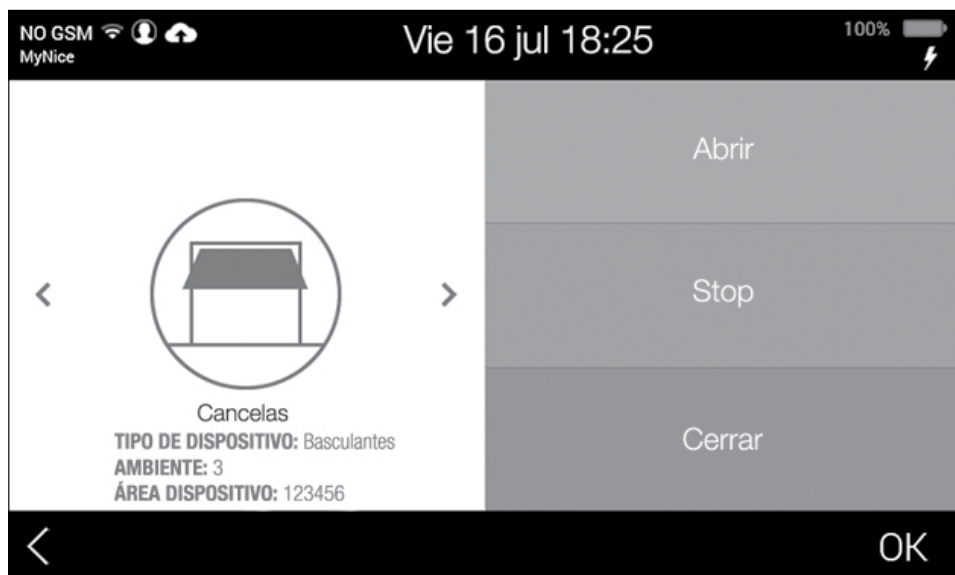 NO GSM
MyNice
Vie 16 jul 18:25
100%
Cancelas
TIPO DE DISPOSITIVO: Basculantes
AMBIENTE: 3
ÁREA DISPOSITIVO: 123456
Abrir
Stop
Cerrar
OK